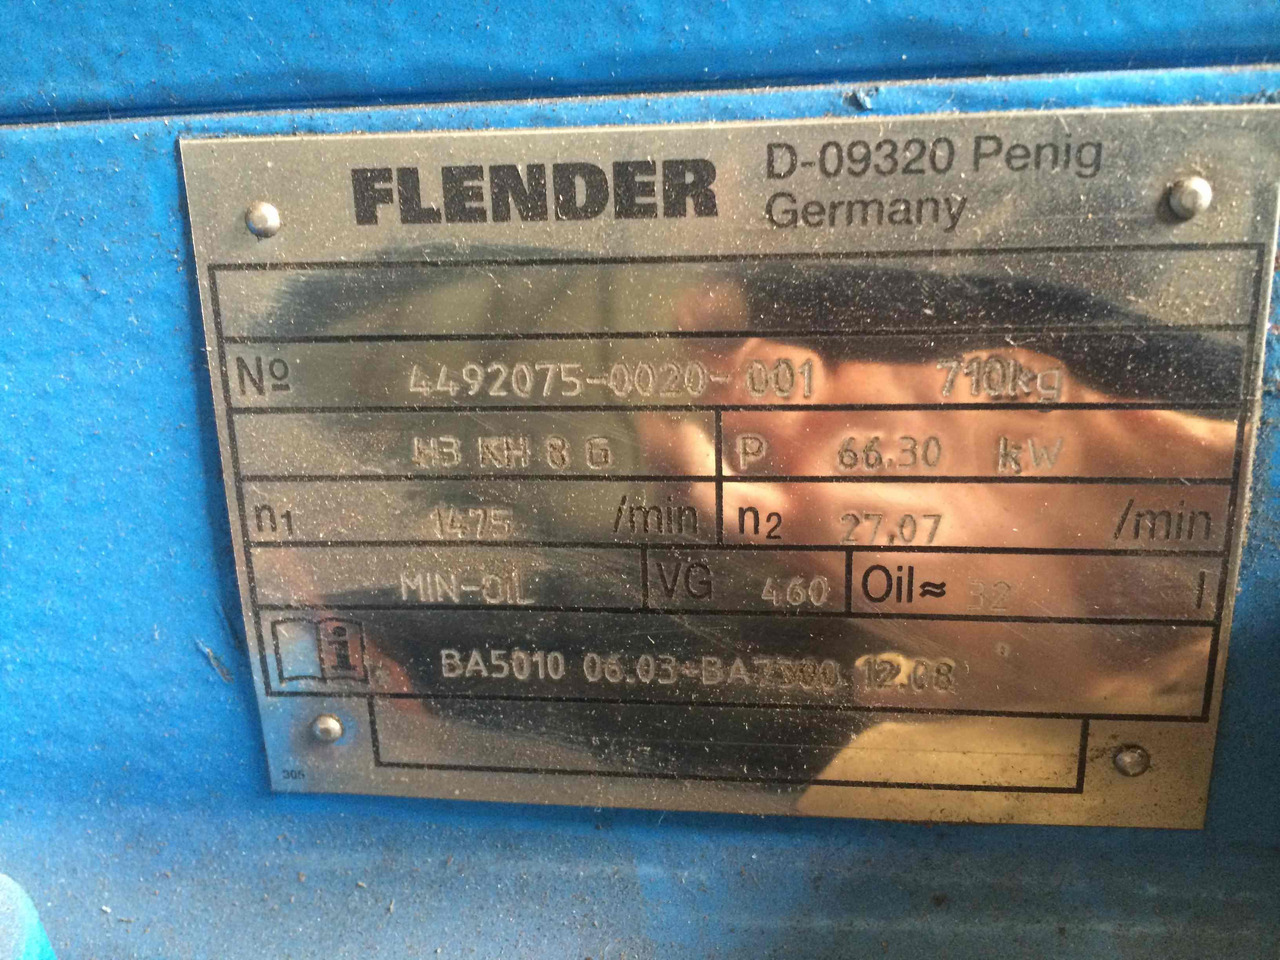 FLENDER D-09320 Penig
Germany
Nº 4492075-0020-001 710kg
H3 KH 8 G P 66.30 kW
n1 1475 /min n2 27,07 /min
MIN-OIL VG 460 Oil≈ 32 l
i BA5010 06.03+BA7300 12.08
305